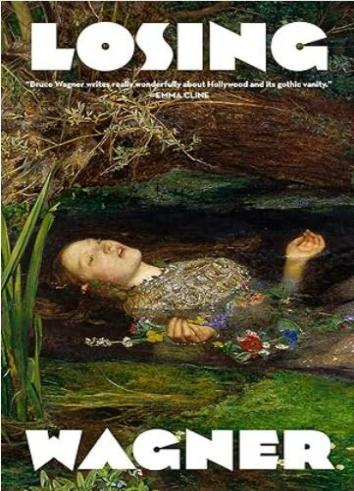 LOSING
"Bruce Wagner writes really wonderfully about Hollywood and its gothic vanity."
—EMMA CLINE
WAGNER